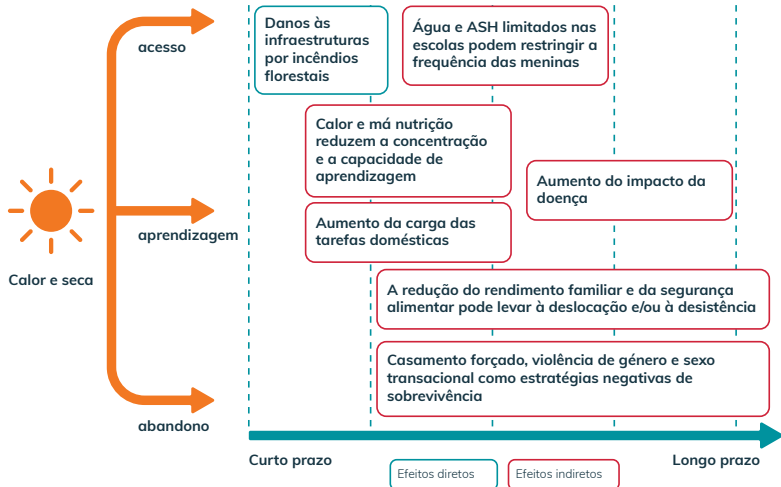 acesso
Danos às
infraestruturas
por incêndios
florestais
Água e ASH limitados nas
escolas podem restringir a
frequência das meninas
Calor e má nutrição
reduzem a concentração
e a capacidade de
aprendizagem
Aumento do impacto da
doença
Aumento da carga das
tarefas domésticas
aprendizagem
Calor e seca
A redução do rendimento familiar e da segurança
alimentar pode levar à deslocação e/ou à desistência
Casamento forçado, violência de género e sexo
transacional como estratégias negativas de
sobrevivência
abandono
Curto prazo
Longo prazo
Efeitos diretos
Efeitos indiretos